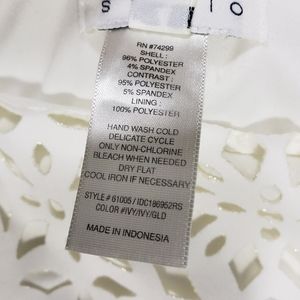 RN #74299
SHELL :
96% POLYESTER
4% SPANDEX
CONTRAST :
95% POLYESTER
5% SPANDEX
LINING :
100% POLYESTER
HAND WASH COLD
DELICATE CYCLE
ONLY NON-CHLORINE
BLEACH WHEN NEEDED
DRY FLAT
COOL IRON IF NEEDED
STYLE # 61005 / IDC186952RS
COLOR #IVY/IVY/GLD
MADE IN INDONESIA